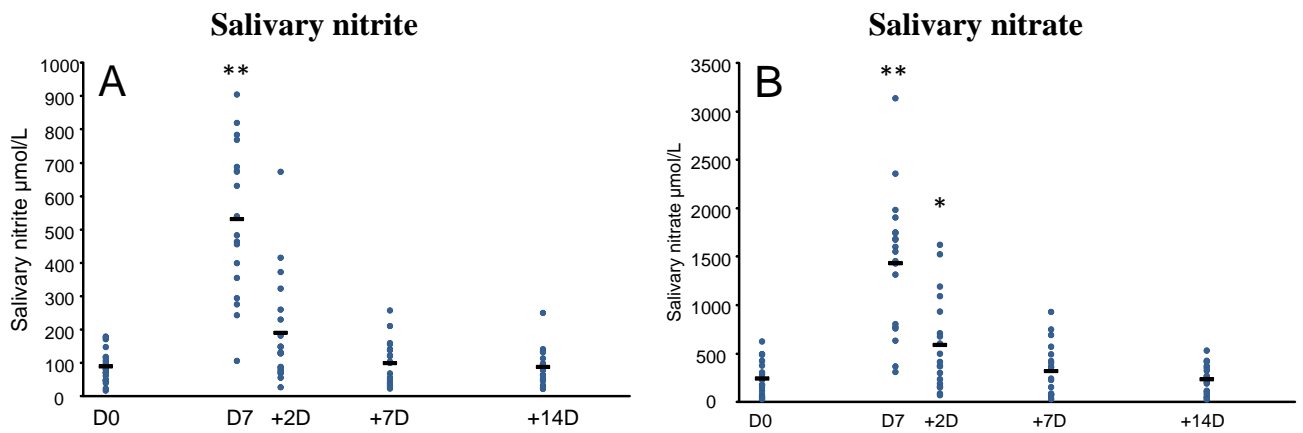 Salivary nitrite
A
**
Salivary nitrite µmol/L
1000
900
800
700
600
500
400
300
200
100
0
D0 D7 +2D +7D +14D
Salivary nitrate
B
**
*
Salivary nitrate µmol/L
3500
3000
2500
2000
1500
1000
500
0
D0 D7 +2D +7D +14D